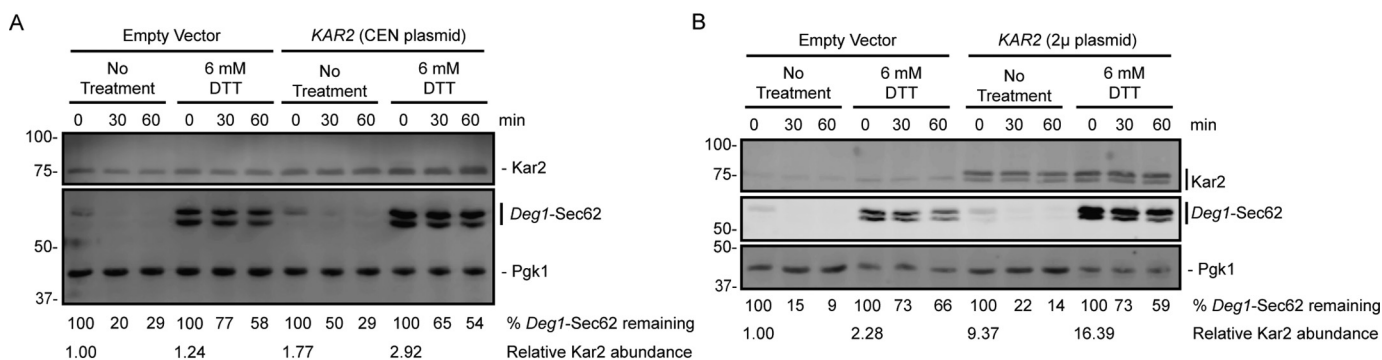 A
Empty Vector KAR2 (CEN plasmid)
No Treatment 6 mM DTT No Treatment 6 mM DTT
0 30 60 0 30 60 0 30 60 0 30 60 min
100-
75-
- Kar2
Deg1-Sec62
50-
- Pgk1
37-
100 20 29 100 77 58 100 50 29 100 65 54 % Deg1-Sec62 remaining
1.00 1.24 1.77 2.92 Relative Kar2 abundance
B
Empty Vector KAR2 (2µ plasmid)
No Treatment 6 mM DTT No Treatment 6 mM DTT
0 30 60 0 30 60 0 30 60 0 30 60 min
100-
75-
Kar2
Deg1-Sec62
50-
50-
- Pgk1
37-
100 15 9 100 73 66 100 22 14 100 73 59 % Deg1-Sec62 remaining
1.00 2.28 9.37 16.39 Relative Kar2 abundance